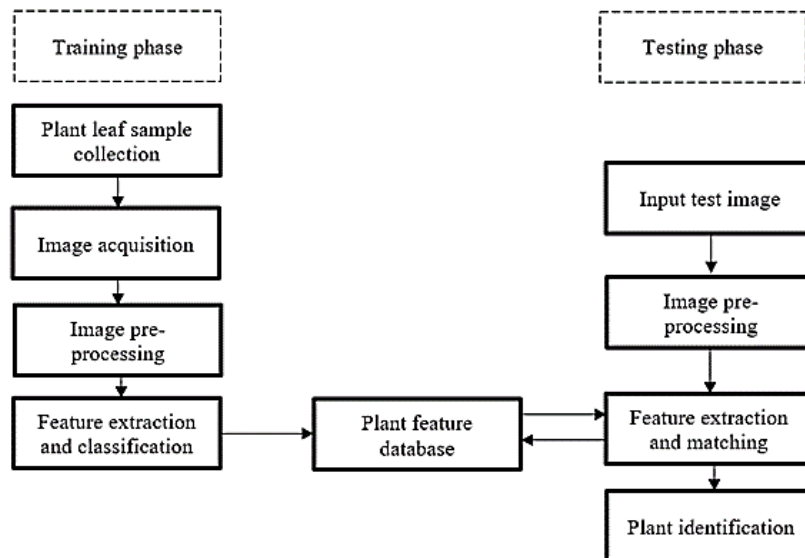 Training phase
Plant leaf sample
collection
Image acquisition
Image pre-
processing
Feature extraction
and classification
Plant feature
database
Testing phase
Input test image
Image pre-
processing
Feature extraction
and matching
Plant identification